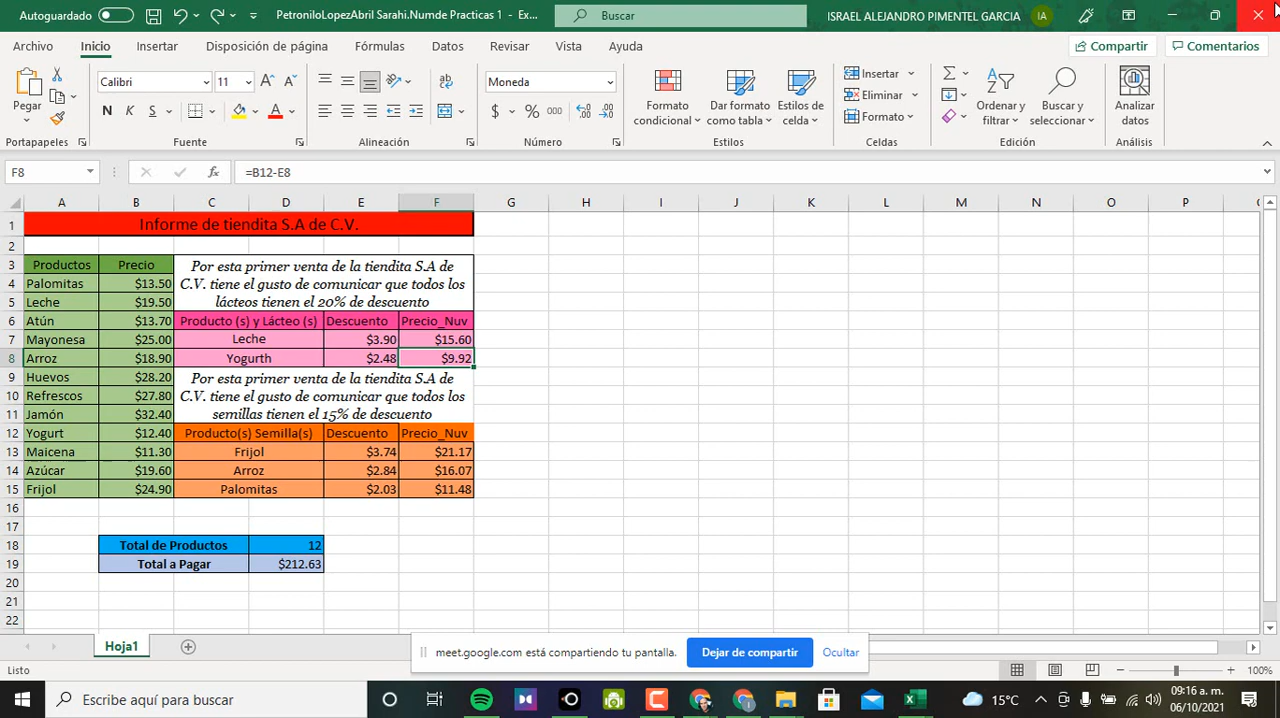 Autoguardado
PetroniloLopezAbril Sarahi.Numde Practicas 1 - Ex...
Buscar
ISRAEL ALEJANDRO PIMENTEL GARCIA
IA
Archivo Inicio Insertar Disposición de página Fórmulas Datos Revisar Vista Ayuda
Compartir Comentarios
Pegar
Calibri 11
N K S
Moneda
$ % 000
Formato condicional
Dar formato como tabla
Estilos de celda
Insertar
Eliminar
Formato
Ordenar y filtrar
Buscar y seleccionar
Analizar datos
Portapapeles Fuente Alineación Número Estilos Celdas Edición Análisis
F8 fx =B12-E8
A B C D E F G H I J K L M N O P
1 Informe de tiendita S.A de C.V.
2
3 Productos Precio Por esta primer venta de la tiendita S.A de
4 Palomitas $13.50 C.V. tiene el gusto de comunicar que todos los
5 Leche $19.50 lácteos tienen el 20% de descuento
6 Atún $13.70 Producto (s) y Lácteo (s) Descuento Precio_Nuv
7 Mayonesa $25.00 Leche $3.90 $15.60
8 Arroz $18.90 Yogurth $2.48 $9.92
9 Huevos $28.20 Por esta primer venta de la tiendita S.A de
10 Refrescos $27.80 C.V. tiene el gusto de comunicar que todos los
11 Jamón $32.40 semillas tienen el 15% de descuento
12 Yogurt $12.40 Producto(s) Semilla(s) Descuento Precio_Nuv
13 Maicena $11.30 Frijol $3.74 $21.17
14 Azúcar $19.60 Arroz $2.84 $16.07
15 Frijol $24.90 Palomitas $2.03 $11.48
16
17
18 Total de Productos 12
19 Total a Pagar $212.63
20
21
22
Hoja1
meet.google.com está compartiendo tu pantalla. Dejar de compartir Ocultar
Listo
100%
Escribe aquí para buscar
15°C
09:16 a. m.
06/10/2021